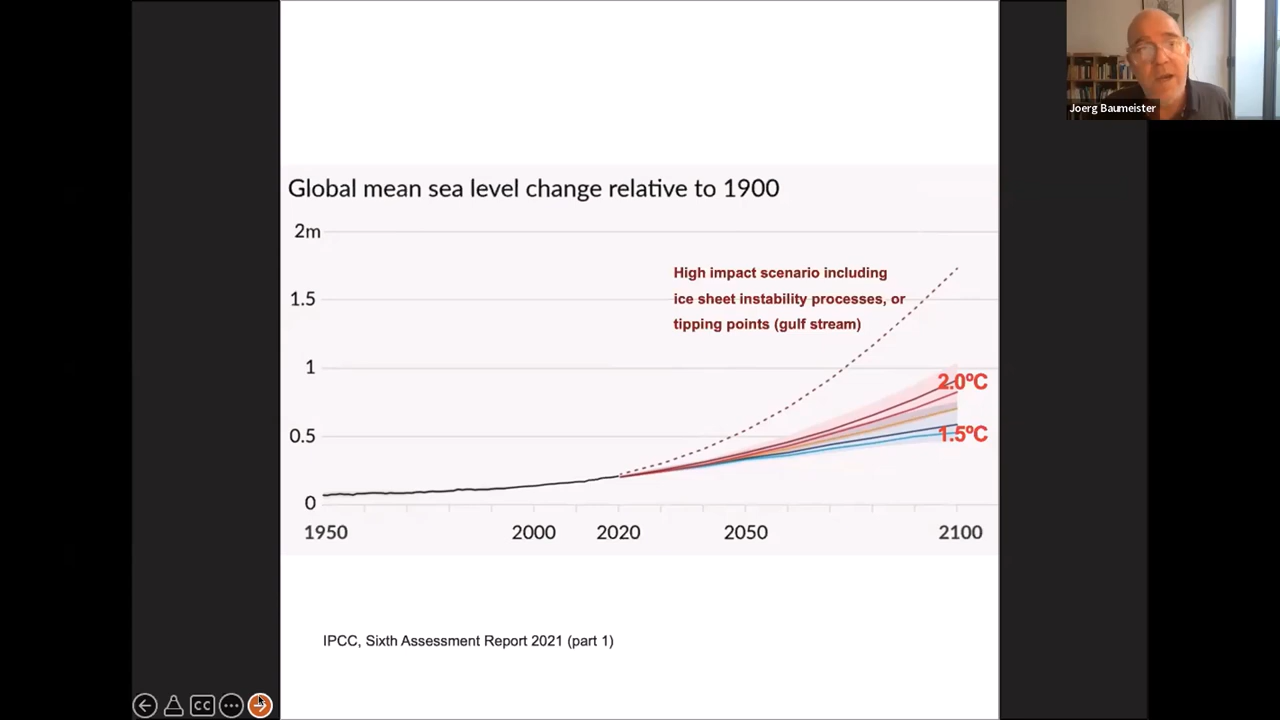 Joerg Baumeister
Global mean sea level change relative to 1900
2m
High impact scenario including
1.5
ice sheet instability processes, or
tipping points (gulf stream)
1
2.0ºC
0.5
1.5ºC
0
1950
2000
2020
2050
2100
IPCC, Sixth Assessment Report 2021 (part 1)
CC